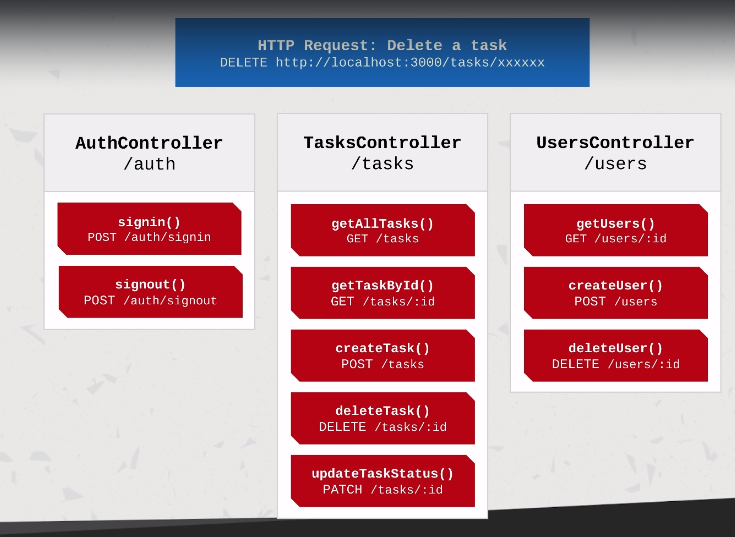 HTTP Request: Delete a task
DELETE http://localhost:3000/tasks/xxxxxx
AuthController
/auth
signin()
POST /auth/signin
signout()
POST /auth/signout
TasksController
/tasks
getAllTasks()
GET /tasks
getTaskById()
GET /tasks/:id
createTask()
POST /tasks
deleteTask()
DELETE /tasks/:id
updateTaskStatus()
PATCH /tasks/:id
UsersController
/users
getUsers()
GET /users/:id
createUser()
POST /users
deleteUser()
DELETE /users/:id